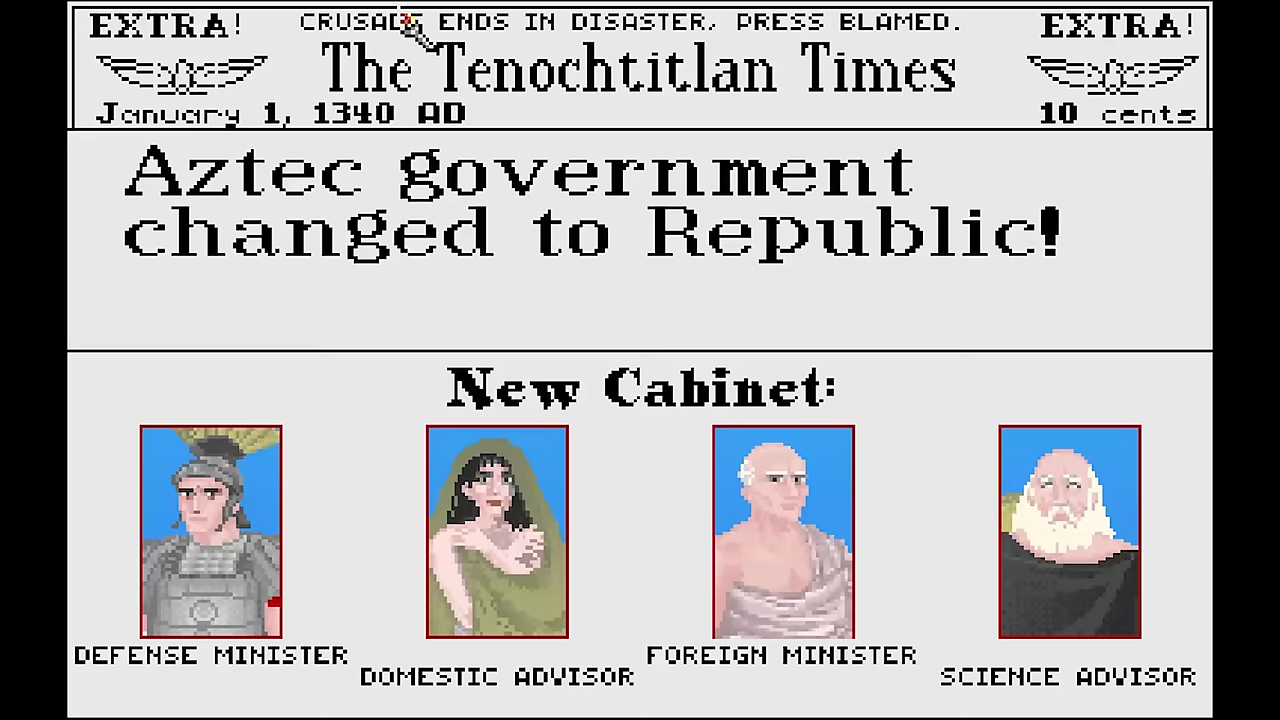 EXTRA! CRUSADE ENDS IN DISASTER, PRESS BLAMED. EXTRA!
The Tenochtitlan Times
January 1, 1340 AD 10 cents
Aztec government
changed to Republic!
New Cabinet:
DEFENSE MINISTER FOREIGN MINISTER
DOMESTIC ADVISOR SCIENCE ADVISOR